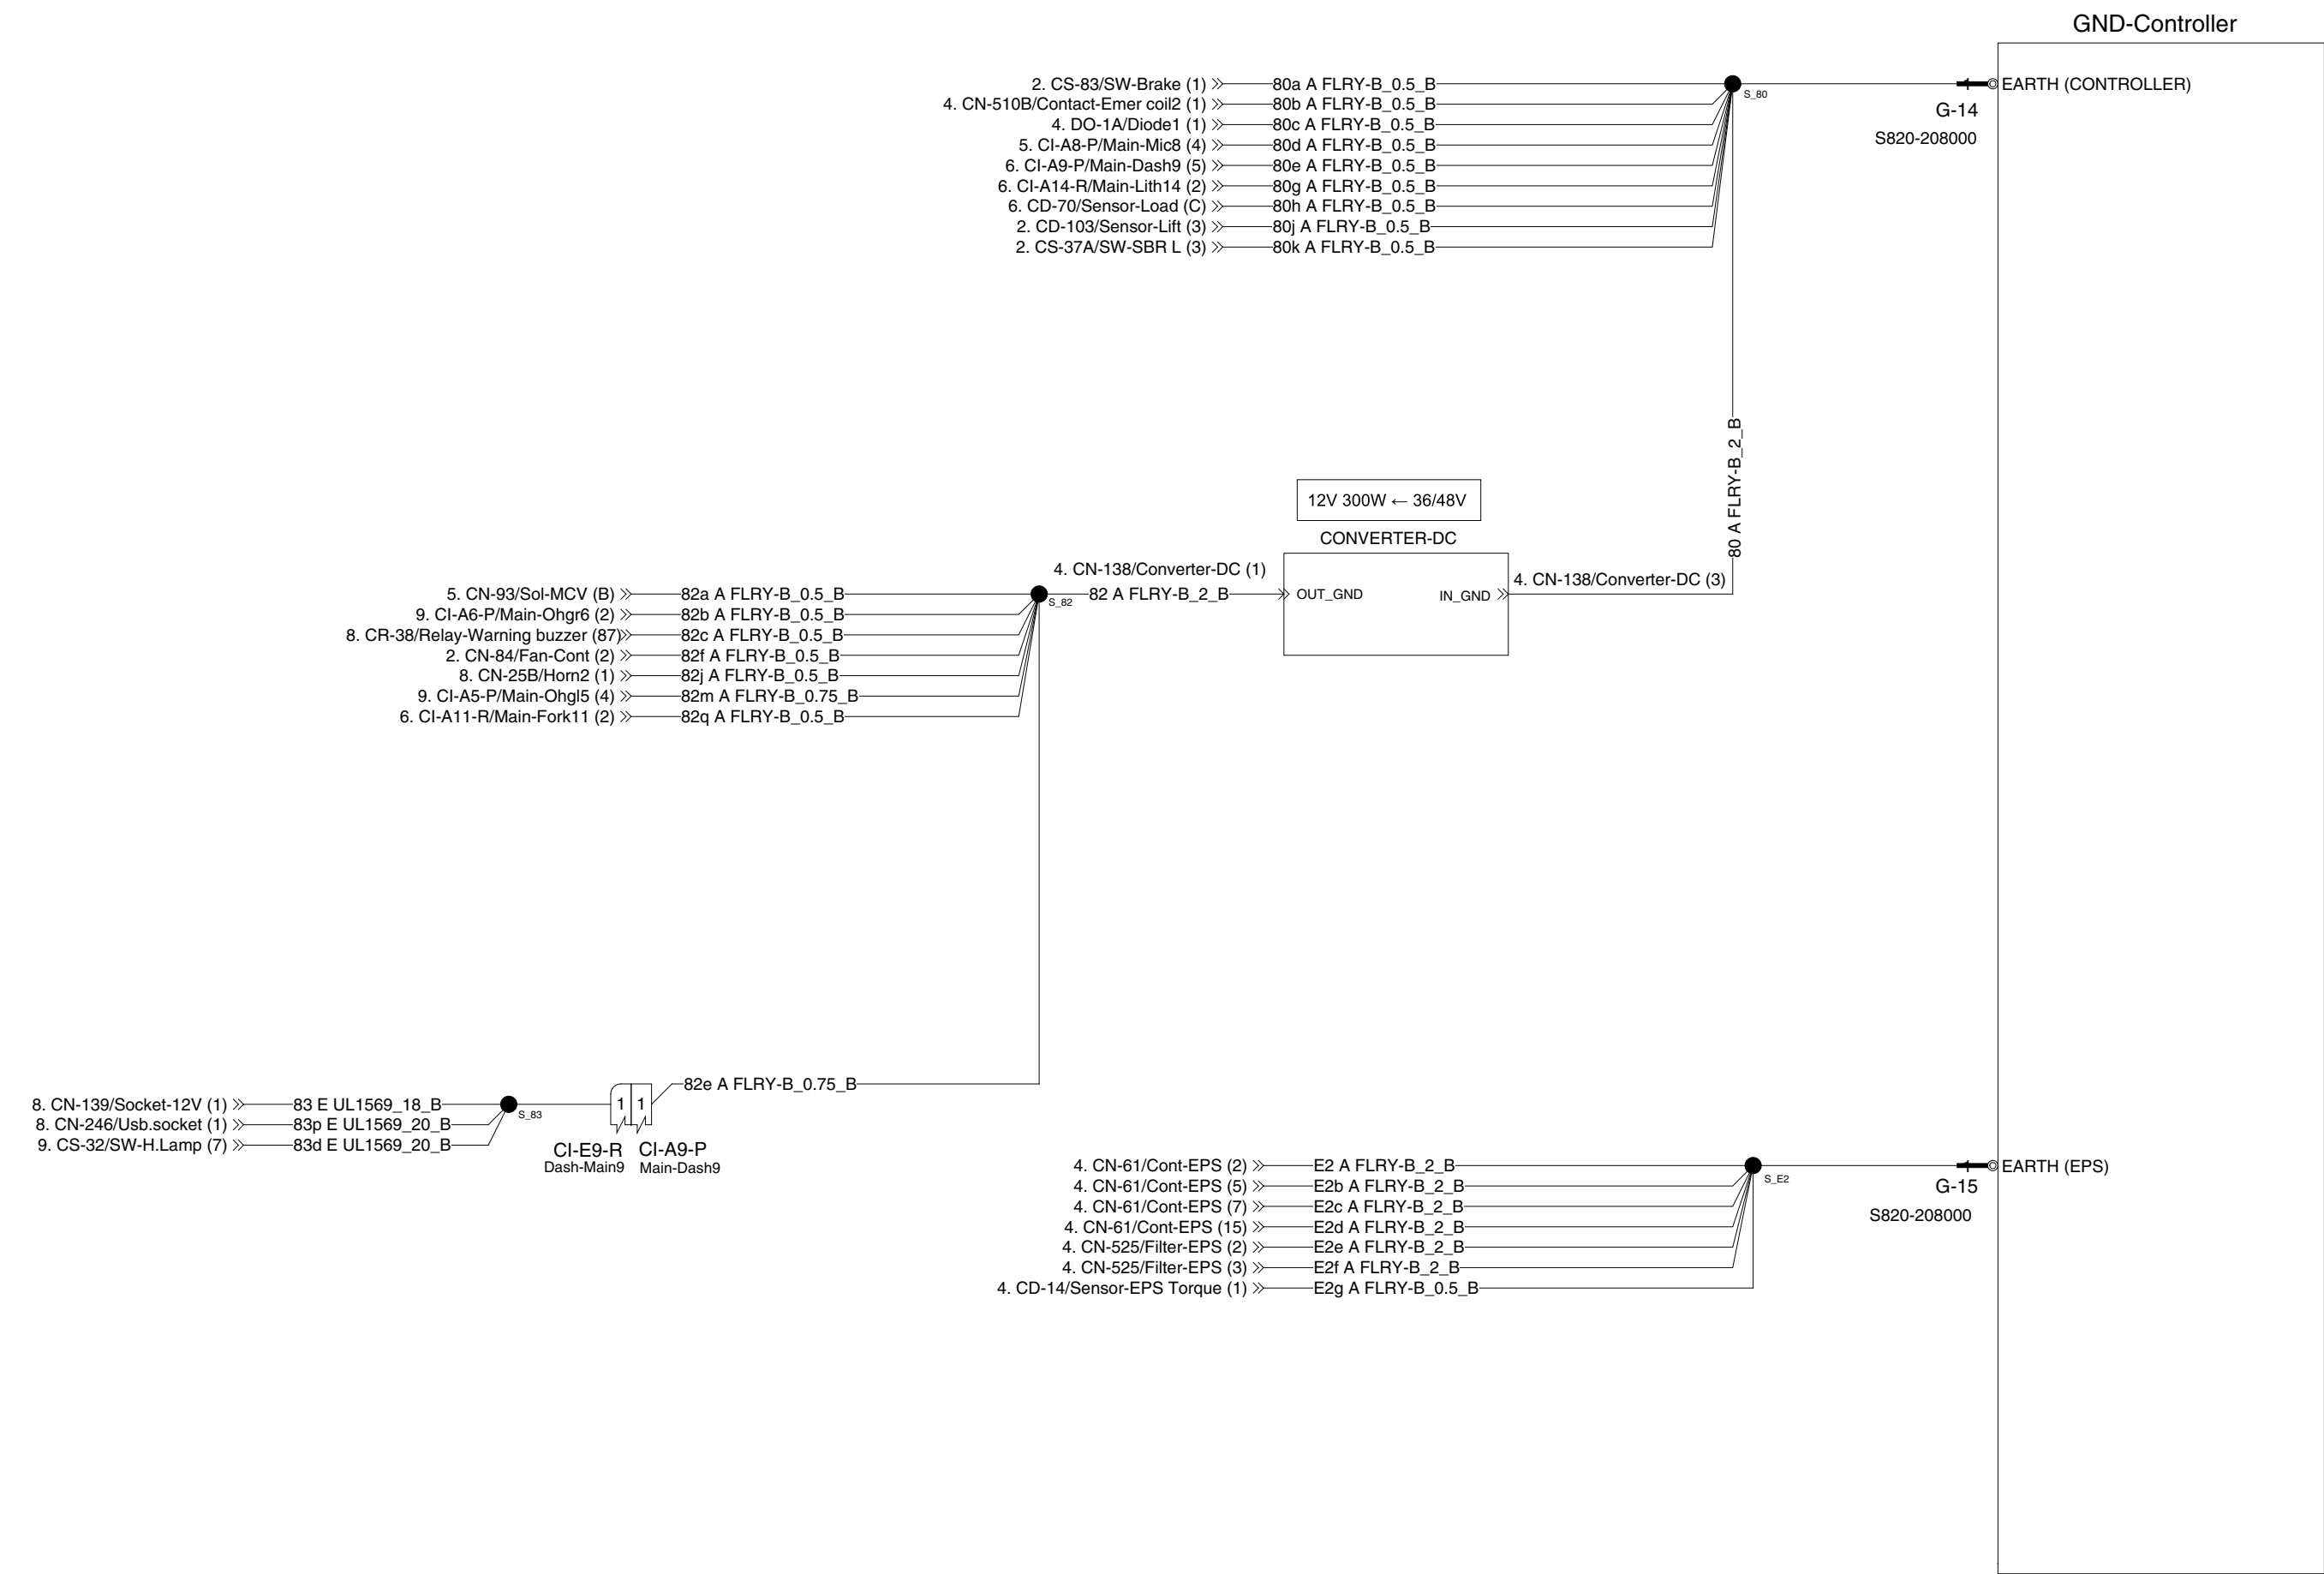 GND-Controller
2. CS-83/SW-Brake (1) 80a A FLRY-B_0.5_B
4. CN-510B/Contact-Emer coil2 (1) 80b A FLRY-B_0.5_B
4. DO-1A/Diode1 (1) 80c A FLRY-B_0.5_B
5. CI-A8-P/Main-Mic8 (4) 80d A FLRY-B_0.5_B
6. CI-A9-P/Main-Dash9 (5) 80e A FLRY-B_0.5_B
6. CI-A14-R/Main-Lith14 (2) 80g A FLRY-B_0.5_B
6. CD-70/Sensor-Load (C) 80h A FLRY-B_0.5_B
2. CD-103/Sensor-Lift (3) 80j A FLRY-B_0.5_B
2. CS-37A/SW-SBR L (3) 80k A FLRY-B_0.5_B
S_80
1 EARTH (CONTROLLER)
G-14
S820-208000
80 A FLRY-B_2_B
12V 300W ← 36/48V
CONVERTER-DC
4. CN-138/Converter-DC (1)
4. CN-138/Converter-DC (3)
OUT_GND
IN_GND
82 A FLRY-B_2_B
S_82
5. CN-93/Sol-MCV (B) 82a A FLRY-B_0.5_B
9. CI-A6-P/Main-Ohgr6 (2) 82b A FLRY-B_0.5_B
8. CR-38/Relay-Warning buzzer (87) 82c A FLRY-B_0.5_B
2. CN-84/Fan-Cont (2) 82f A FLRY-B_0.5_B
8. CN-25B/Horn2 (1) 82j A FLRY-B_0.5_B
9. CI-A5-P/Main-Ohgl5 (4) 82m A FLRY-B_0.75_B
6. CI-A11-R/Main-Fork11 (2) 82q A FLRY-B_0.5_B
82e A FLRY-B_0.75_B
8. CN-139/Socket-12V (1) 83 E UL1569_18_B
8. CN-246/Usb.socket (1) 83p E UL1569_20_B
9. CS-32/SW-H.Lamp (7) 83d E UL1569_20_B
S_83
1 1
CI-E9-R CI-A9-P
Dash-Main9 Main-Dash9
4. CN-61/Cont-EPS (2) E2 A FLRY-B_2_B
4. CN-61/Cont-EPS (5) E2b A FLRY-B_2_B
4. CN-61/Cont-EPS (7) E2c A FLRY-B_2_B
4. CN-61/Cont-EPS (15) E2d A FLRY-B_2_B
4. CN-525/Filter-EPS (2) E2e A FLRY-B_2_B
4. CN-525/Filter-EPS (3) E2f A FLRY-B_2_B
4. CD-14/Sensor-EPS Torque (1) E2g A FLRY-B_0.5_B
S_E2
1 EARTH (EPS)
G-15
S820-208000